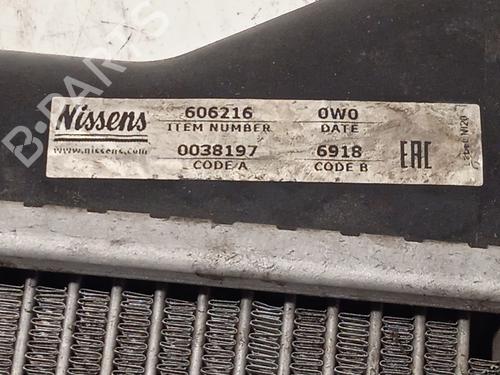 Nissens
www.nissens.com
606216
ITEM NUMBER
0W0
DATE
0038197
CODE A
6918
CODE B
EAC
B-PARTS